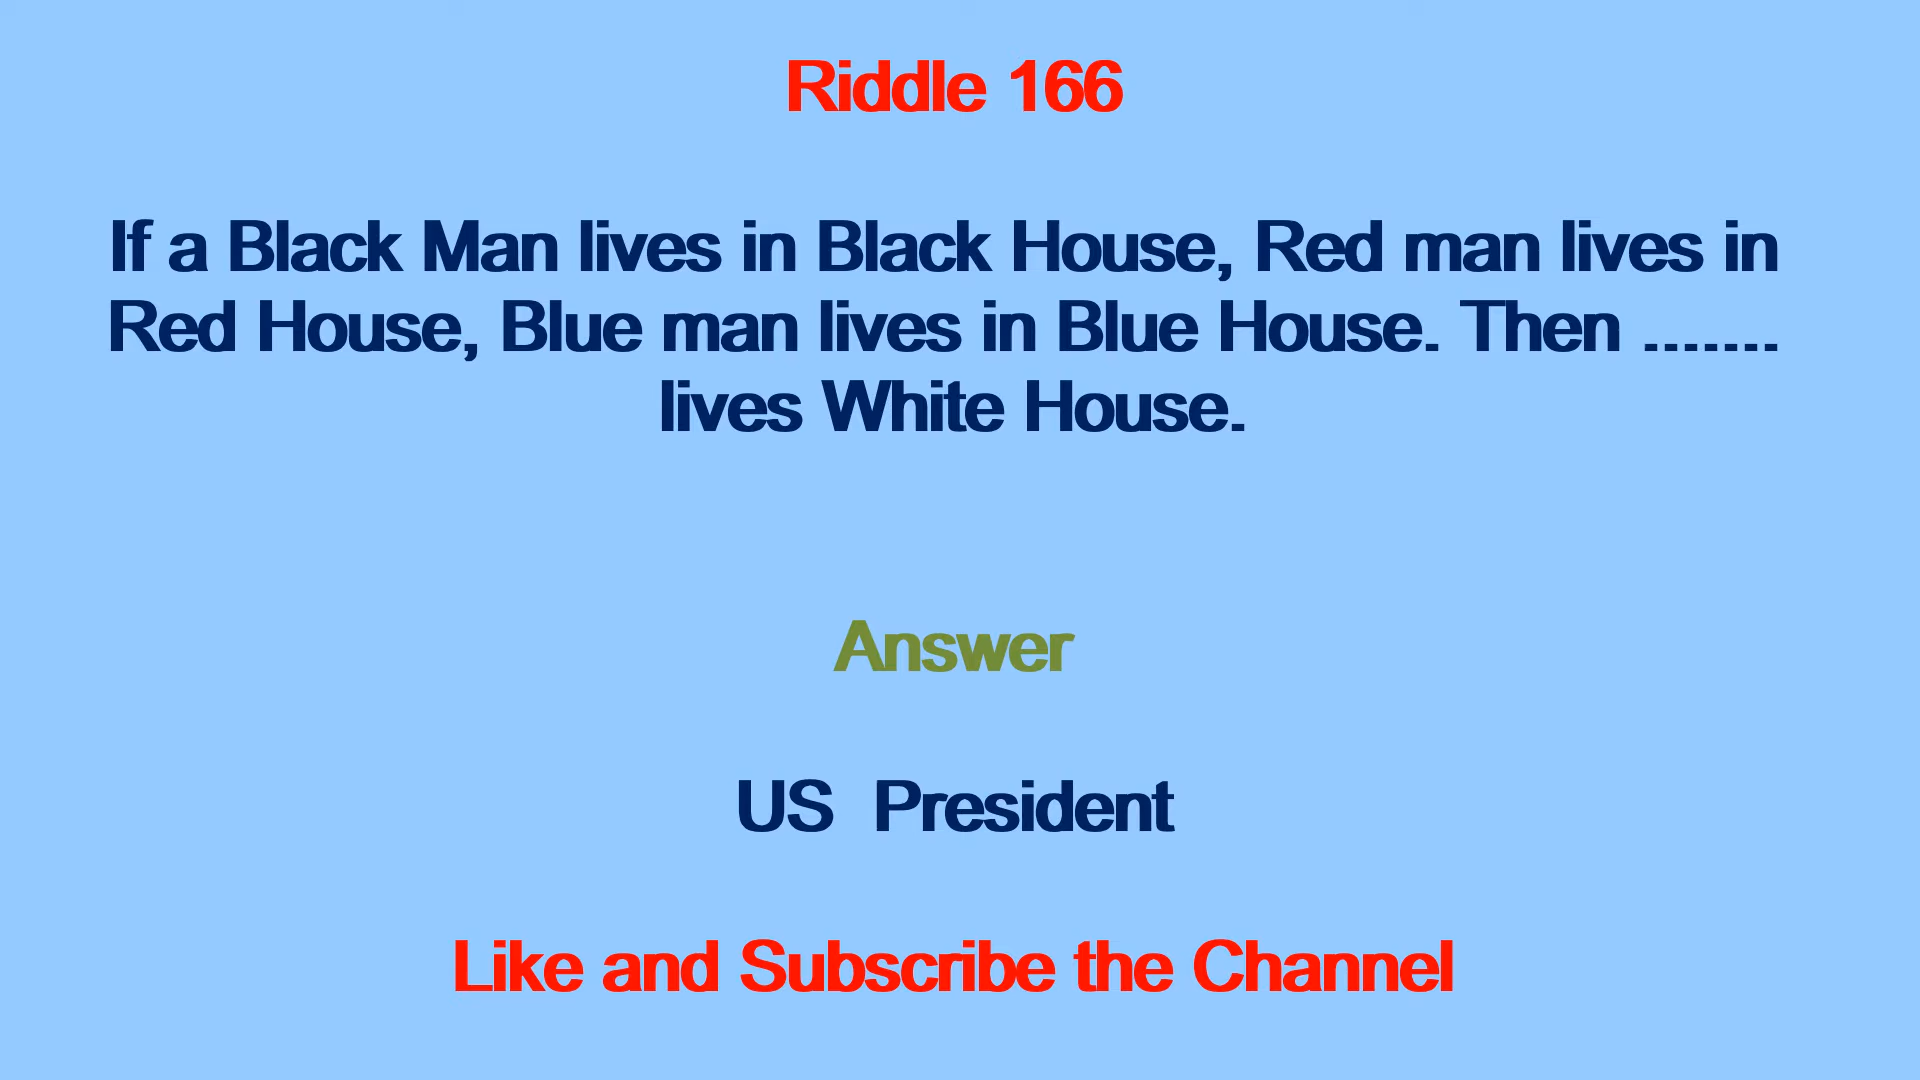 Riddle 166
If a Black Man lives in Black House, Red man lives in
Red House, Blue man lives in Blue House. Then .......
lives White House.
Answer
US  President
Like and Subscribe the Channel